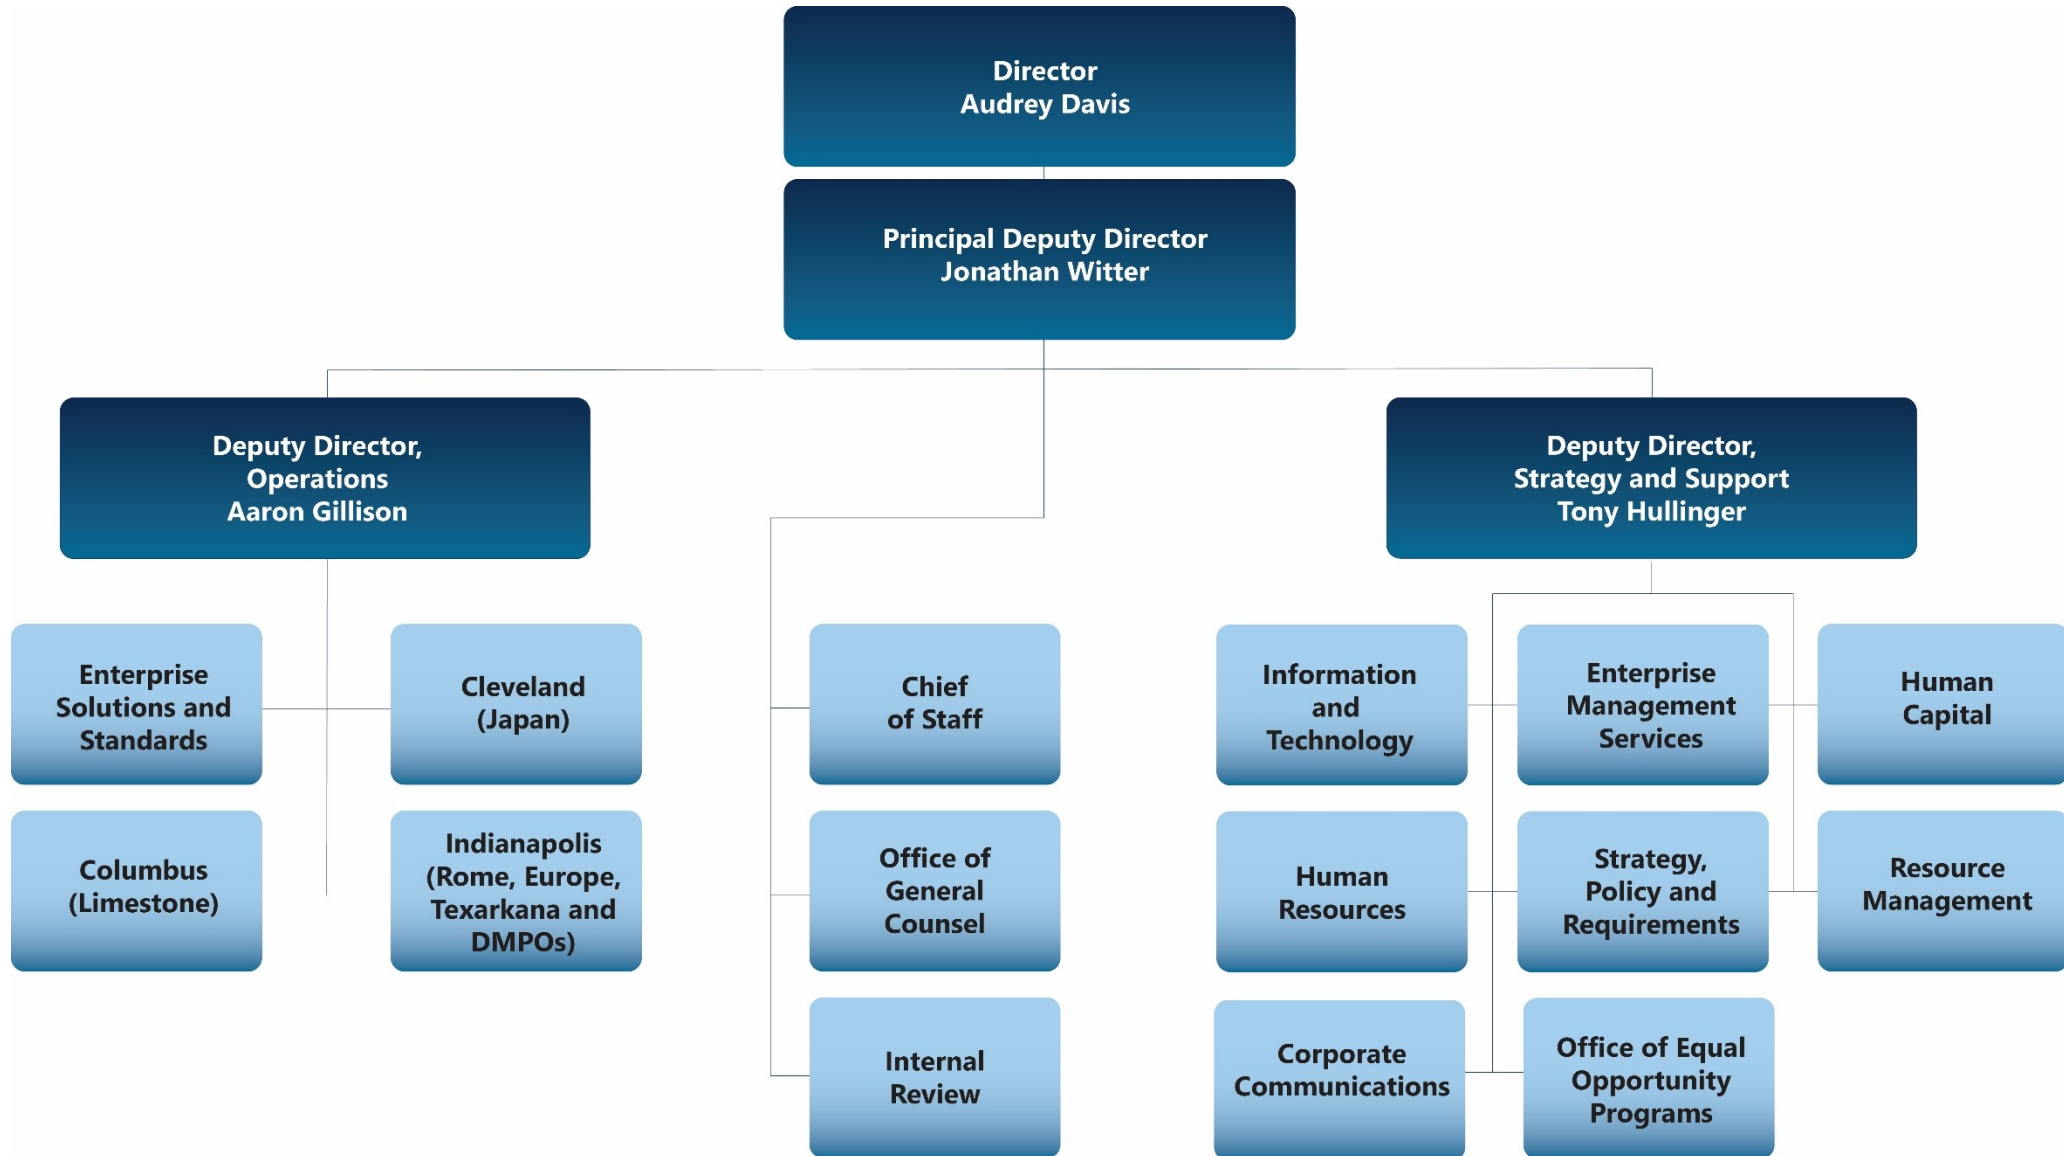 Director
Audrey Davis
Principal Deputy Director
Jonathan Witter
Deputy Director,
Operations
Aaron Gillison
Deputy Director,
Strategy and Support
Tony Hullinger
Enterprise
Solutions and
Standards
Cleveland
(Japan)
Columbus
(Limestone)
Indianapolis
(Rome, Europe,
Texarkana and
DMPOs)
Chief
of Staff
Office of
General
Counsel
Internal
Review
Information
and
Technology
Enterprise
Management
Services
Human
Capital
Human
Resources
Strategy,
Policy and
Requirements
Resource
Management
Corporate
Communications
Office of Equal
Opportunity
Programs